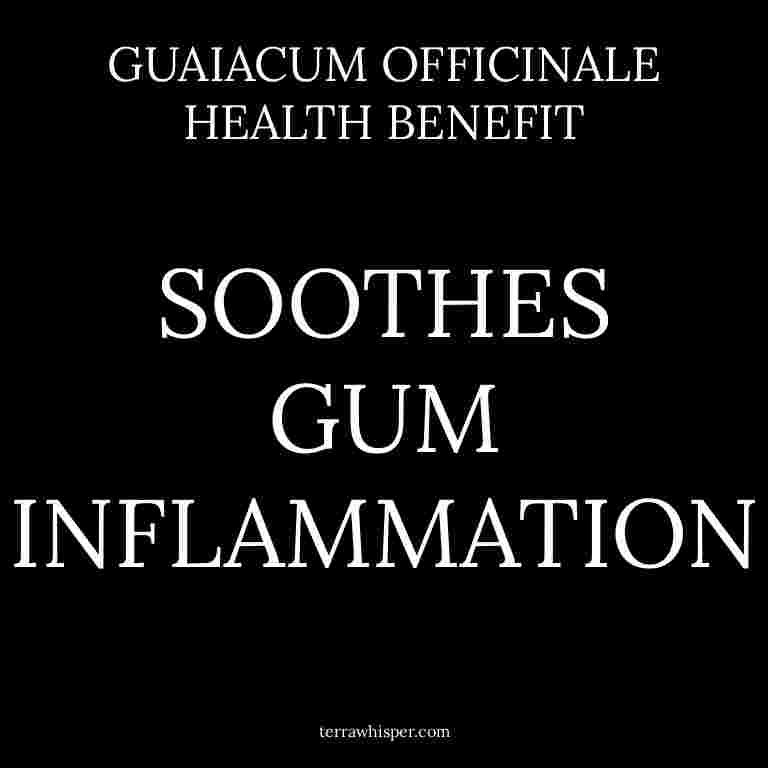 GUAIACUM OFFICINALE
HEALTH BENEFIT
SOOTHES
GUM
INFLAMMATION
terrawhisper.com